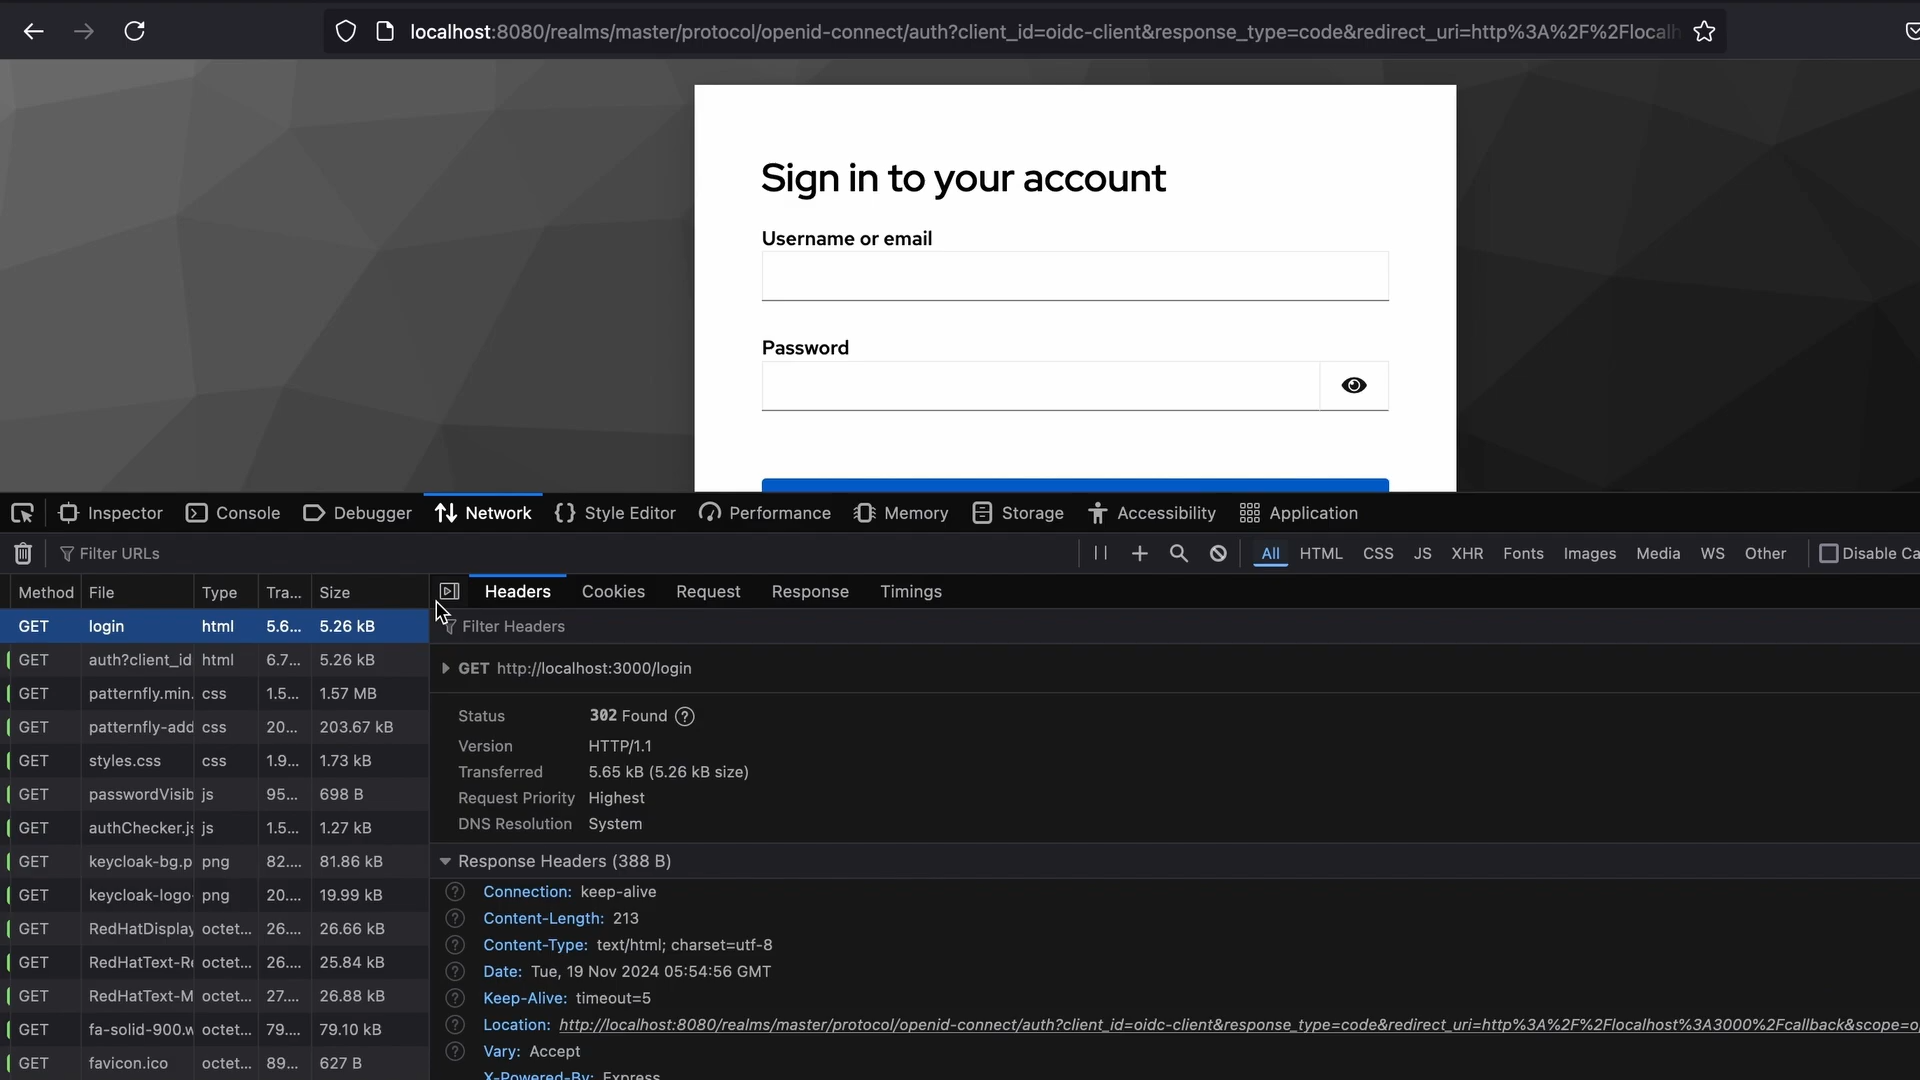 localhost:8080/realms/master/protocol/openid-connect/auth?client_id=oidc-client&response_type=code&redirect_uri=http%3A%2F%2Flocalh
Sign in to your account
Username or email
Password
Inspector Console Debugger Network Style Editor Performance Memory Storage Accessibility Application
Filter URLs All HTML CSS JS XHR Fonts Images Media WS Other Disable Ca
Method File Type Tra... Size Headers Cookies Request Response Timings
GET login html 5.6... 5.26 kB
Filter Headers
GET auth?client_id html 6.7... 5.26 kB
GET http://localhost:3000/login
GET patternfly.min. css 1.5... 1.57 MB
Status 302 Found
GET patternfly-add css 20... 203.67 kB
Version HTTP/1.1
GET styles.css css 1.9... 1.73 kB
Transferred 5.65 kB (5.26 kB size)
GET passwordVisib js 95... 698 B
Request Priority Highest
DNS Resolution System
GET authChecker.js js 1.5... 1.27 kB
GET keycloak-bg.p png 82.... 81.86 kB
Response Headers (388 B)
GET keycloak-logo- png 20.... 19.99 kB
Connection: keep-alive
Content-Length: 213
GET RedHatDisplay octet... 26.... 26.66 kB
Content-Type: text/html; charset=utf-8
GET RedHatText-Re octet... 26.... 25.84 kB
Date: Tue, 19 Nov 2024 05:54:56 GMT
GET RedHatText-M octet... 27.... 26.88 kB
Keep-Alive: timeout=5
GET fa-solid-900.w octet... 79.... 79.10 kB
Location: http://localhost:8080/realms/master/protocol/openid-connect/auth?client_id=oidc-client&response_type=code&redirect_uri=http%3A%2F%2Flocalhost%3A3000%2Fcallback&scope=o
Vary: Accept
GET favicon.ico octet... 89... 627 B
X-Powered-By: Express